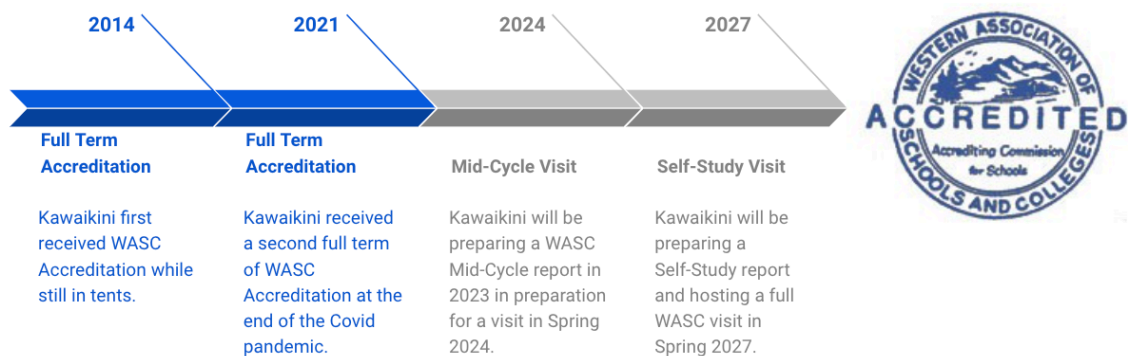 2014
2021
2024
2027
Full Term
Accreditation
Kawaikini first
received WASC
Accreditation while
still in tents.
Full Term
Accreditation
Kawaikini received
a second full term
of WASC
Accreditation at the
end of the Covid
pandemic.
Mid-Cycle Visit
Kawaikini will be
preparing a WASC
Mid-Cycle report in
2023 in preparation
for a visit in Spring
2024.
Self-Study Visit
Kawaikini will be
preparing a
Self-Study report
and hosting a full
WASC visit in
Spring 2027.
WESTERN ASSOCIATION OF
ACCREDITED
Accrediting Commission
for Schools
SCHOOLS AND COLLEGES